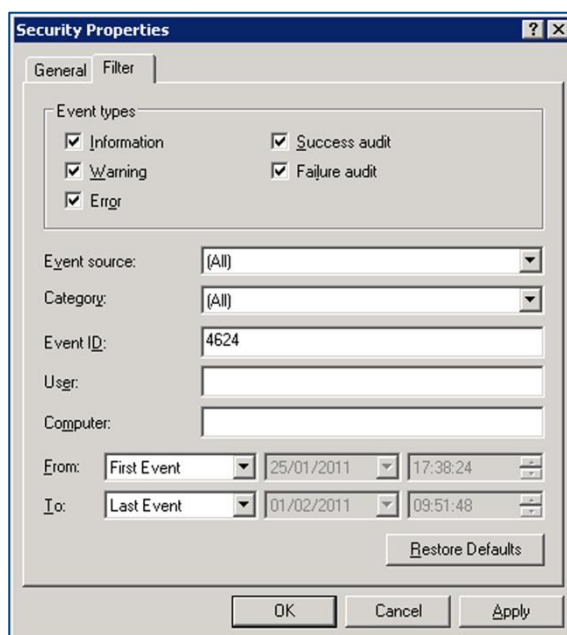 Security Properties
General Filter
Event types
Information Success audit
Warning Failure audit
Error
Event source: (All)
Category: (All)
Event ID: 4624
User:
Computer:
From: First Event 25/01/2011 17:38:24
To: Last Event 01/02/2011 09:51:48
Restore Defaults
OK Cancel Apply